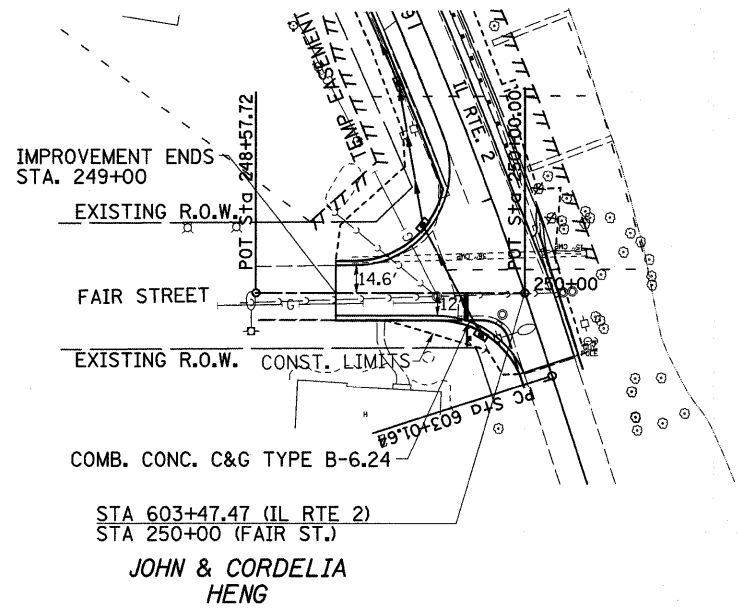 TEMP EASEMENT
IL RTE. 2
POT Sta 248+57.72
POT Sta 250+00.00
IMPROVEMENT ENDS
STA. 249+00
EXISTING R.O.W.
14.6'
FAIR STREET
G
12'
250+00
EXISTING R.O.W.
CONST. LIMITS
PC Sta 603+01.64
H
COMB. CONC. C&G TYPE B-6.24
STA 603+47.47 (IL RTE 2)
STA 250+00 (FAIR ST.)
JOHN & CORDELIA
HENG